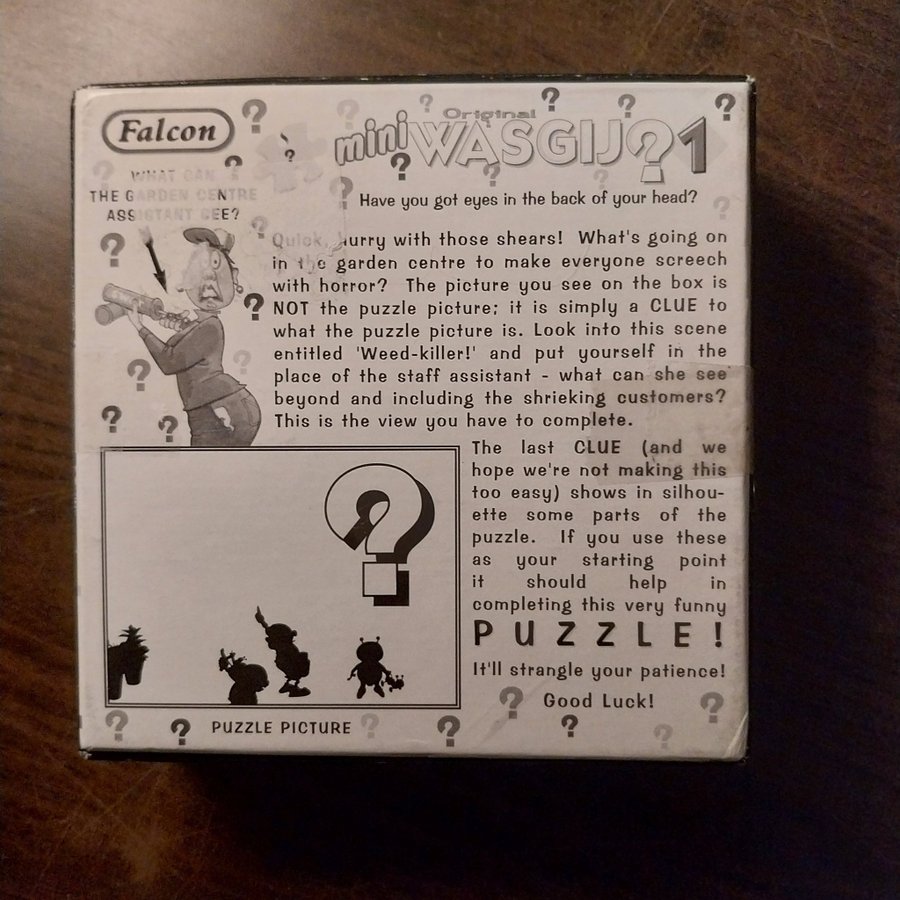 Falcon
Original
mini WASGIJ? 1
WHAT CAN
THE GARDEN CENTRE
ASSISTANT SEE?
Have you got eyes in the back of your head?
Quick, hurry with those shears! What's going on
in the garden centre to make everyone screech
with horror? The picture you see on the box is
NOT the puzzle picture; it is simply a CLUE to
what the puzzle picture is. Look into this scene
entitled 'Weed-killer!' and put yourself in the
place of the staff assistant - what can she see
beyond and including the shrieking customers?
This is the view you have to complete.
The last CLUE (and we
hope we're not making this
too easy) shows in silhou-
ette some parts of the
puzzle. If you use these
as your starting point
it should help in
completing this very funny
PUZZLE!
It'll strangle your patience!
Good Luck!
PUZZLE PICTURE